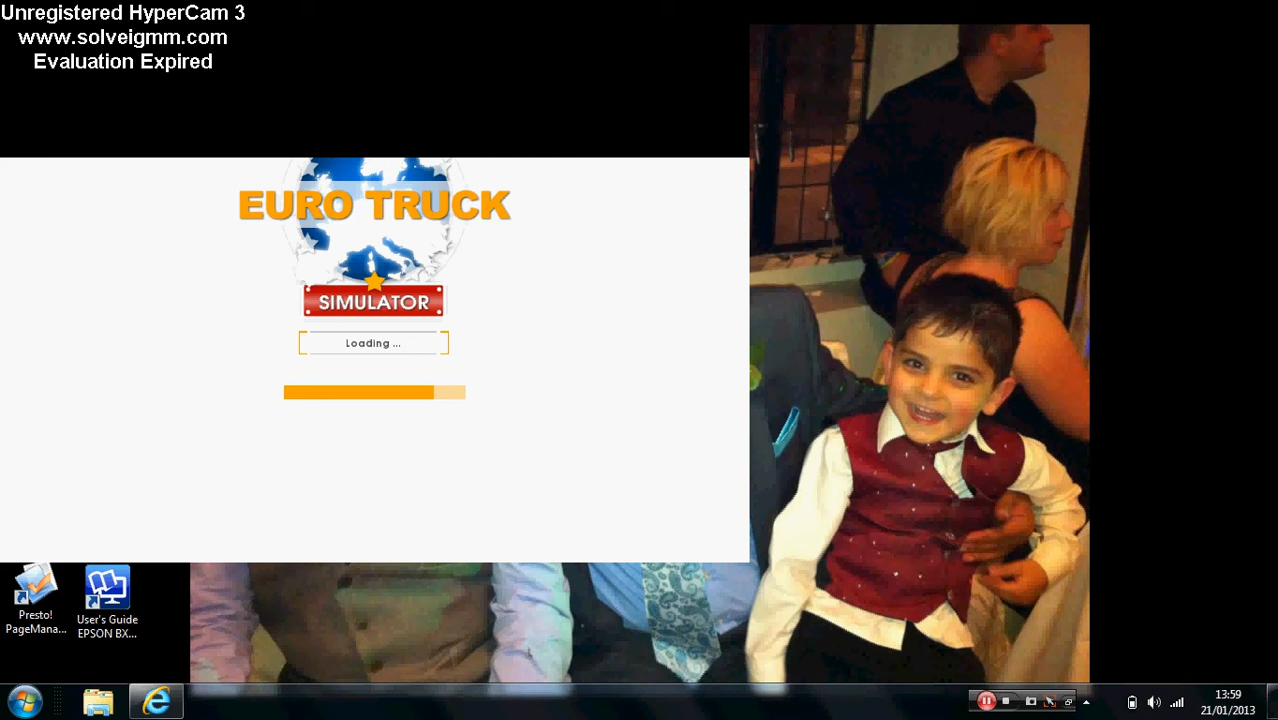 Unregistered HyperCam 3
www.solveigmm.com
Evaluation Expired
EURO TRUCK
SIMULATOR
Loading ...
Presto!
PageMana...
User's Guide
EPSON BX...
13:59
21/01/2013